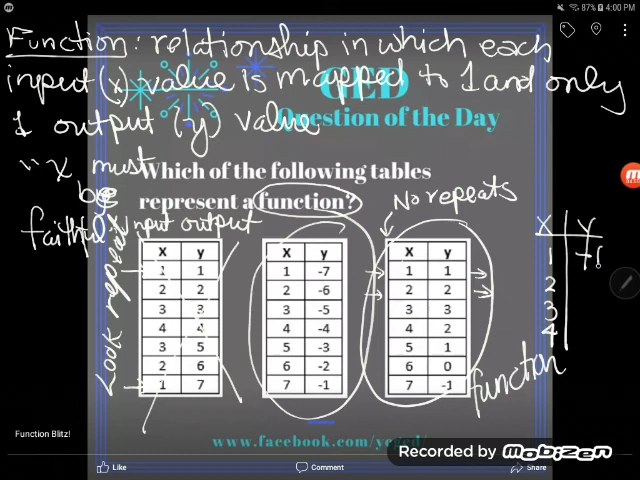 87% 4:00 PM
Function: relationship in which each
input (x) value is mapped to 1 and only
GED
1 output (y) value
Question of the Day
"x must
be
faithful"
Which of the following tables
represent a function?
No repeats
input output
Look repeat
x y
1 1
2 2
3 3
4 4
3 5
2 6
1 7
x y
1 -7
2 -6
3 -5
4 -4
5 -3
6 -2
7 -1
x y
1 1
2 2
3 3
4 2
5 1
6 0
7 -1
function
X Y
1
2
3
4
Function Blitz!
www.facebook.com/
Recorded by mobizen
Like Comment Share